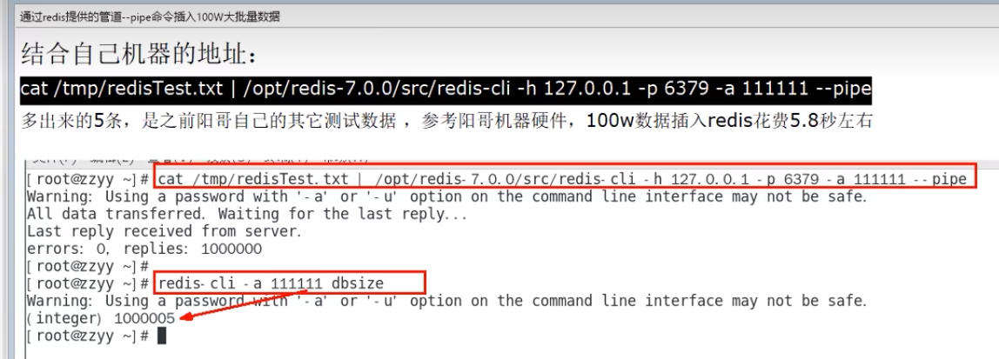 通过redis提供的管道--pipe命令插入100W大批量数据
结合自己机器的地址：
cat /tmp/redisTest.txt | /opt/redis-7.0.0/src/redis-cli -h 127.0.0.1 -p 6379 -a 111111 --pipe
多出来的5条，是之前阳哥自己的其它测试数据 ，参考阳哥机器硬件，100w数据插入redis花费5.8秒左右
[root@zzyy ~]# cat /tmp/redisTest.txt | /opt/redis-7.0.0/src/redis-cli -h 127.0.0.1 -p 6379 -a 111111 --pipe
Warning: Using a password with '-a' or '-u' option on the command line interface may not be safe.
All data transferred. Waiting for the last reply...
Last reply received from server.
errors: 0, replies: 1000000
[root@zzyy ~]#
[root@zzyy ~]# redis-cli -a 111111 dbsize
Warning: Using a password with '-a' or '-u' option on the command line interface may not be safe.
(integer) 1000005
[root@zzyy ~]#